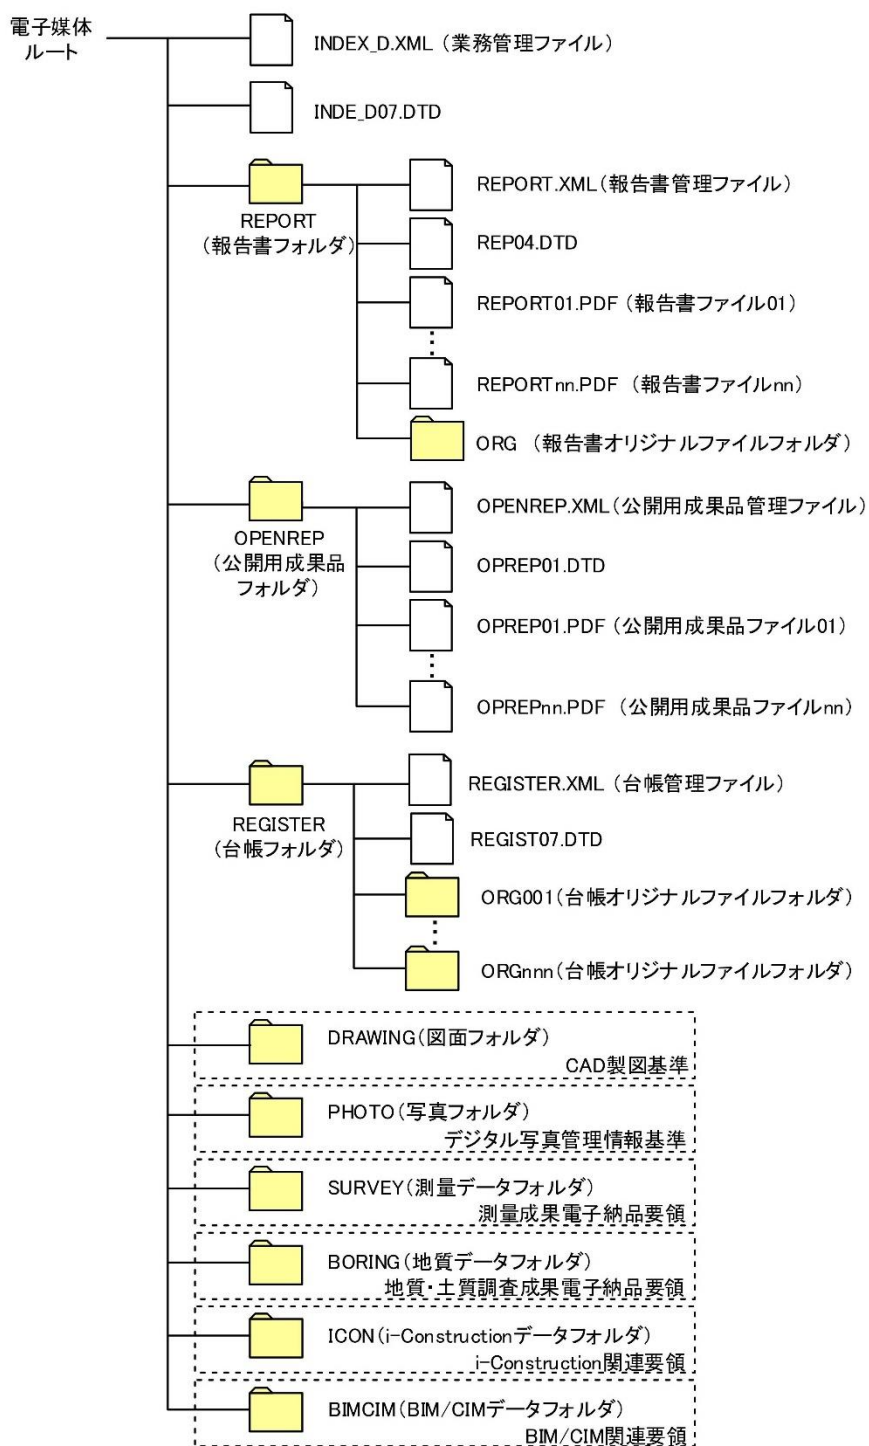 電子媒体
ルート
INDEX_D.XML（業務管理ファイル）
INDE_D07.DTD
REPORT
（報告書フォルダ）
REPORT.XML（報告書管理ファイル）
REP04.DTD
REPORT01.PDF（報告書ファイル01）
REPORTnn.PDF （報告書ファイルnn）
ORG （報告書オリジナルファイルフォルダ）
OPENREP
（公開用成果品
フォルダ）
OPENREP.XML（公開用成果品管理ファイル）
OPREP01.DTD
OPREP01.PDF（公開用成果品ファイル01）
OPREPnn.PDF （公開用成果品ファイルnn）
REGISTER
（台帳フォルダ）
REGISTER.XML（台帳管理ファイル）
REGIST07.DTD
ORG001（台帳オリジナルファイルフォルダ）
ORGnnn（台帳オリジナルファイルフォルダ）
DRAWING（図面フォルダ）
CAD製図基準
PHOTO（写真フォルダ）
デジタル写真管理情報基準
SURVEY（測量データフォルダ）
測量成果電子納品要領
BORING（地質データフォルダ）
地質・土質調査成果電子納品要領
ICON（i-Constructionデータフォルダ）
i-Construction関連要領
BIMCIM（BIM/CIMデータフォルダ）
BIM/CIM関連要領